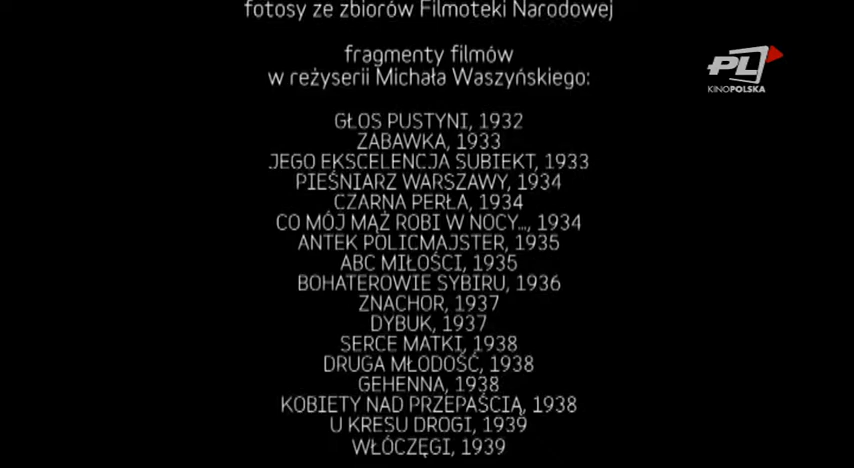 fotosy ze zbiorów Filmoteki Narodowej
fragmenty filmów
w reżyserii Michała Waszyńskiego:
GŁOS PUSTYNI, 1932
ZABAWKA, 1933
JEGO EKSCELENCJA SUBIEKT, 1933
PIEŚNIARZ WARSZAWY, 1934
CZARNA PERŁA, 1934
CO MÓJ MĄŻ ROBI W NOCY..., 1934
ANTEK POLICMAJSTER, 1935
ABC MIŁOŚCI, 1935
BOHATEROWIE SYBIRU, 1936
ZNACHOR, 1937
DYBUK, 1937
SERCE MATKI, 1938
DRUGA MŁODOŚĆ, 1938
GEHENNA, 1938
KOBIETY NAD PRZEPAŚCIĄ, 1938
U KRESU DROGI, 1939
WŁÓCZĘGI, 1939
PL
KINOPOLSKA